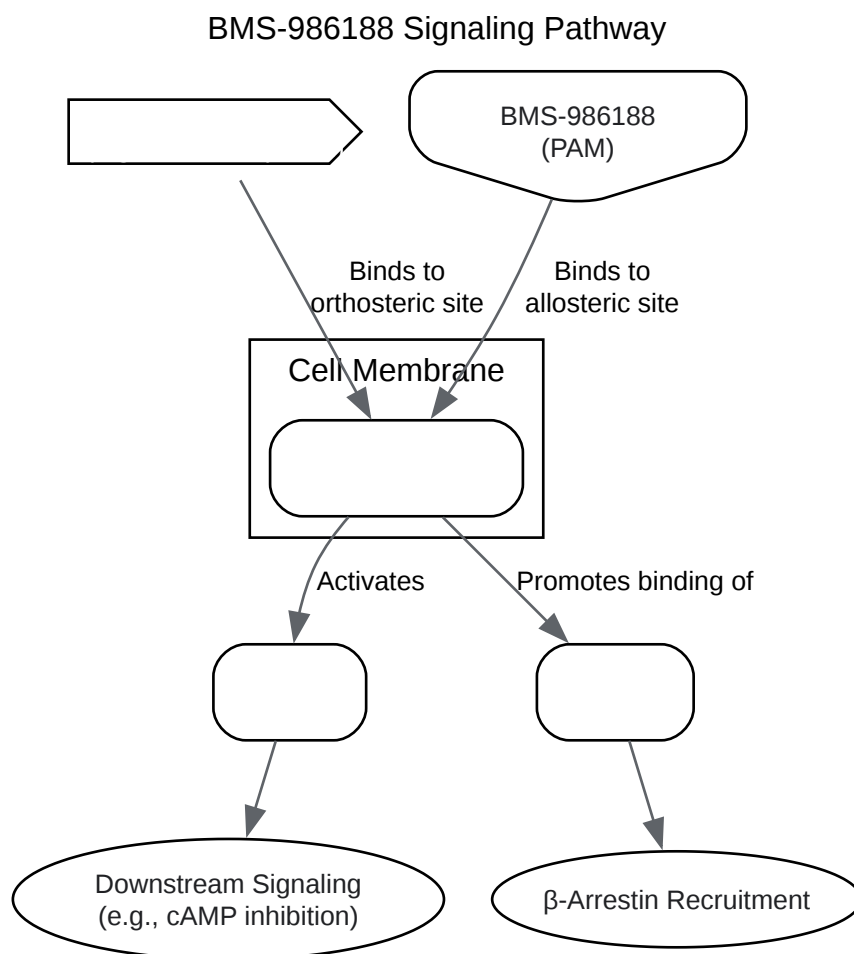 BMS-986188 Signaling Pathway
BMS-986188
(PAM)
Binds to
orthosteric site
Binds to
allosteric site
Cell Membrane
Activates
Promotes binding of
Downstream Signaling
(e.g., cAMP inhibition)
β-Arrestin Recruitment